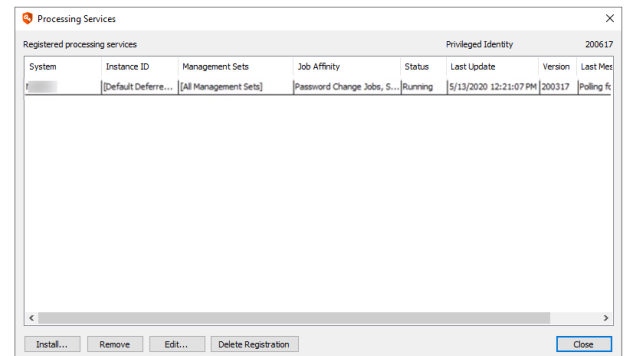 Processing Services
Registered processing services Privileged Identity 200617
System Instance ID Management Sets Job Affinity Status Last Update Version Last Mes
[Default Deferre... [All Management Sets] Password Change Jobs, S... Running 5/13/2020 12:21:07 PM 200317 Polling fo
Install... Remove Edit... Delete Registration Close